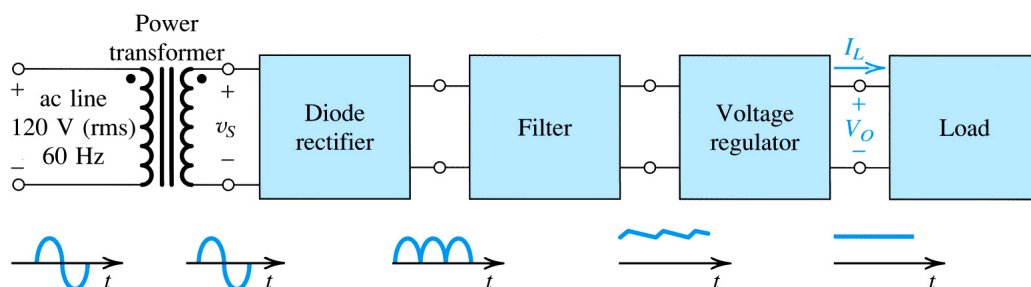 Power
transformer
+
ac line
120 V (rms)
60 Hz
−
+
v_S
−
Diode
rectifier
Filter
Voltage
regulator
I_L
+
V_O
−
Load
t
t
t
t
t